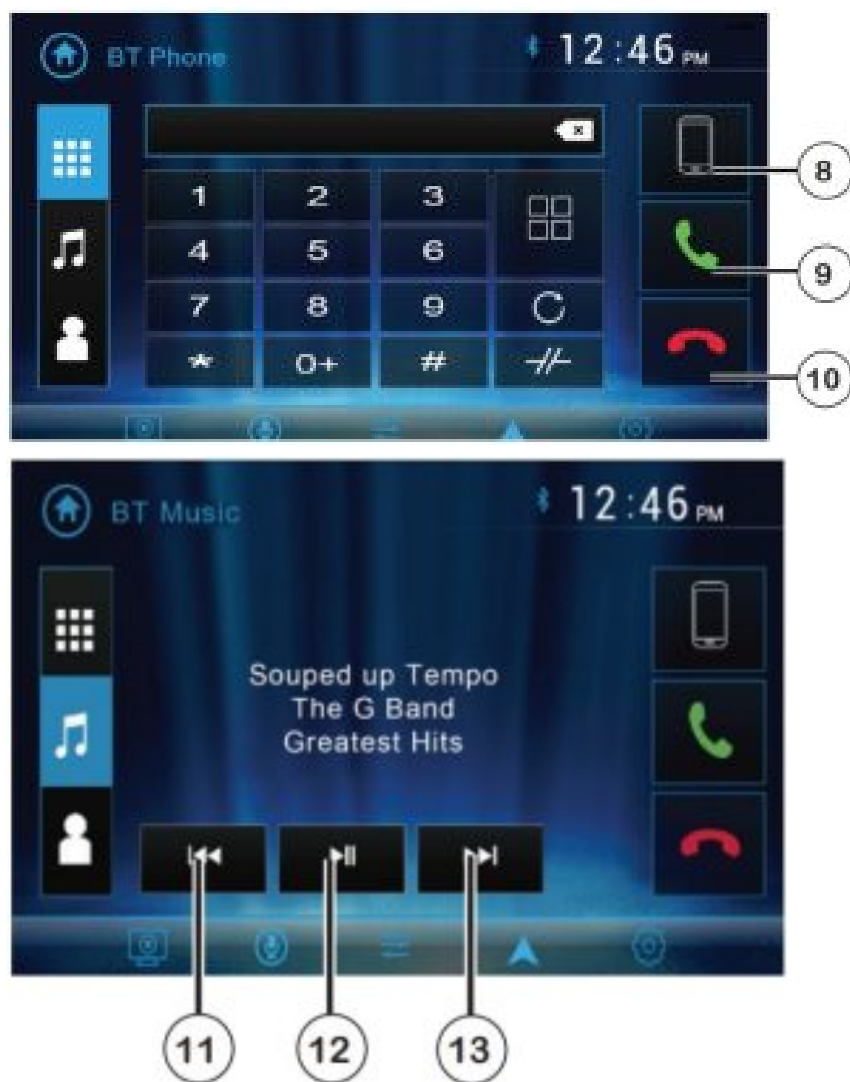 BT Phone
12:46 PM
1 2 3
4 5 6
7 8 9
* 0+ #
8
9
10
BT Music
12:46 PM
Souped up Tempo
The G Band
Greatest Hits
11 12 13